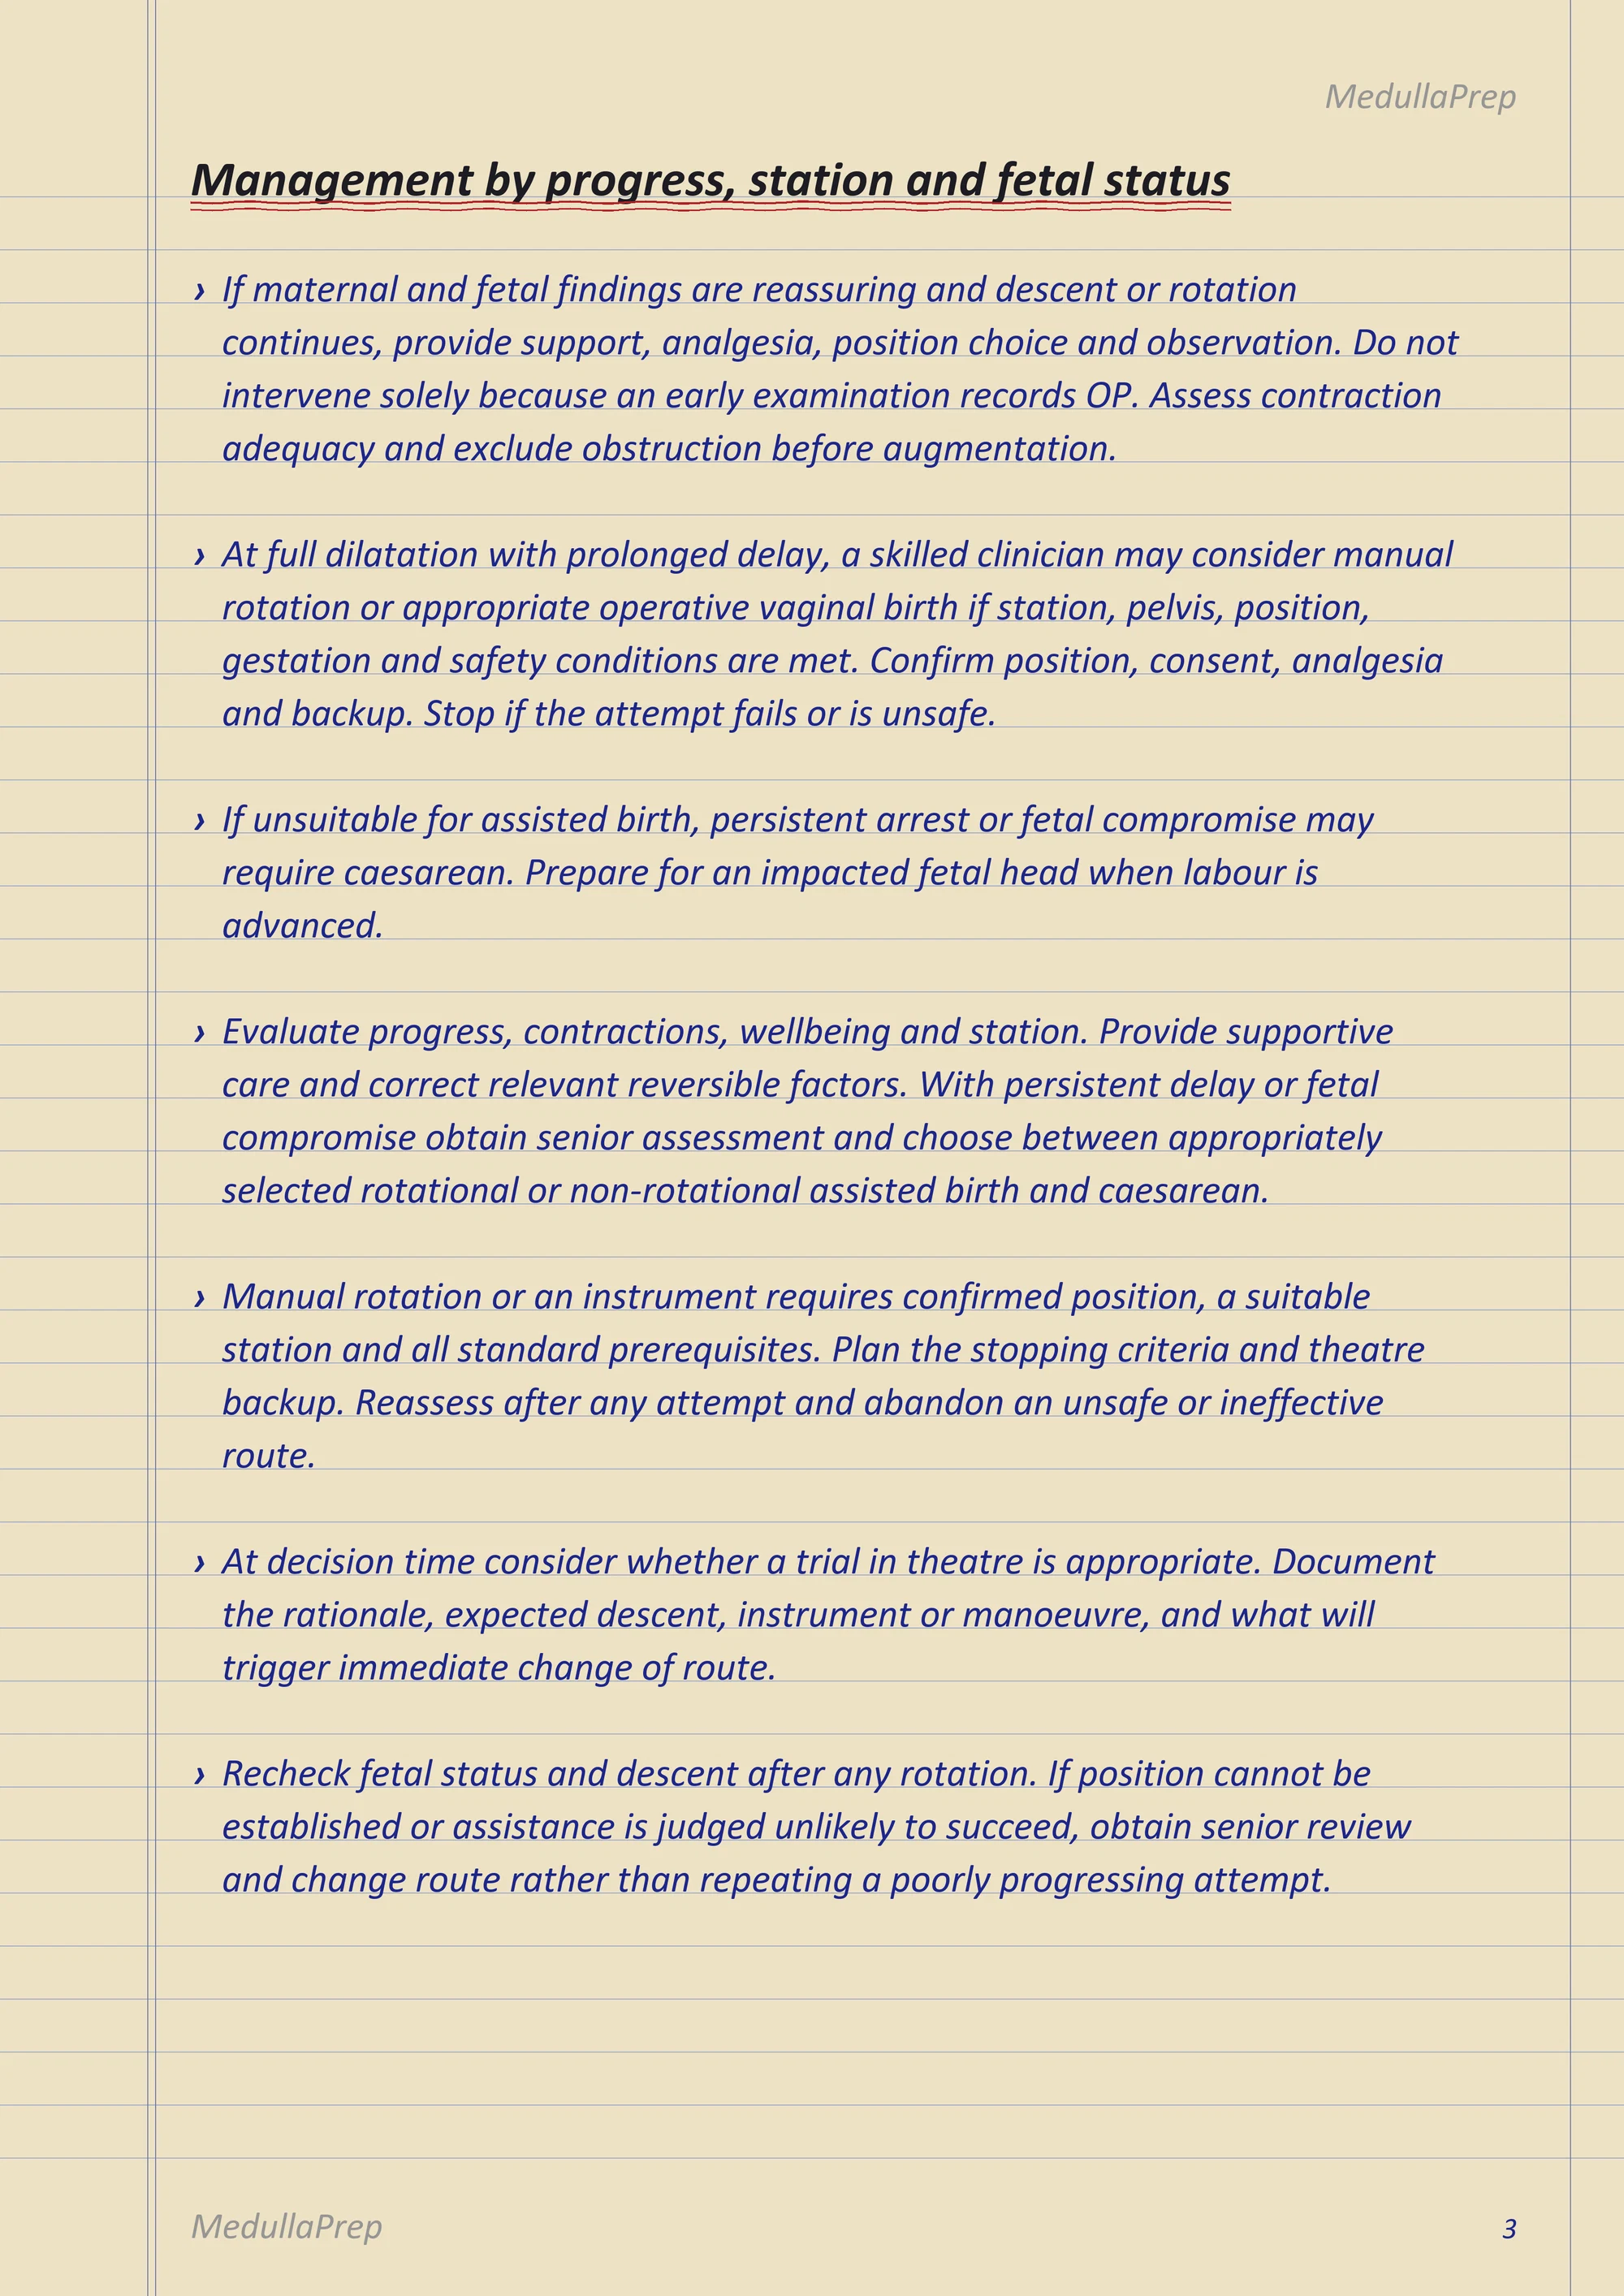 MedullaPrep
Management by progress, station and fetal status
› If maternal and fetal findings are reassuring and descent or rotation
continues, provide support, analgesia, position choice and observation. Do not
intervene solely because an early examination records OP. Assess contraction
adequacy and exclude obstruction before augmentation.
› At full dilatation with prolonged delay, a skilled clinician may consider manual
rotation or appropriate operative vaginal birth if station, pelvis, position,
gestation and safety conditions are met. Confirm position, consent, analgesia
and backup. Stop if the attempt fails or is unsafe.
› If unsuitable for assisted birth, persistent arrest or fetal compromise may
require caesarean. Prepare for an impacted fetal head when labour is
advanced.
› Evaluate progress, contractions, wellbeing and station. Provide supportive
care and correct relevant reversible factors. With persistent delay or fetal
compromise obtain senior assessment and choose between appropriately
selected rotational or non-rotational assisted birth and caesarean.
› Manual rotation or an instrument requires confirmed position, a suitable
station and all standard prerequisites. Plan the stopping criteria and theatre
backup. Reassess after any attempt and abandon an unsafe or ineffective
route.
› At decision time consider whether a trial in theatre is appropriate. Document
the rationale, expected descent, instrument or manoeuvre, and what will
trigger immediate change of route.
› Recheck fetal status and descent after any rotation. If position cannot be
established or assistance is judged unlikely to succeed, obtain senior review
and change route rather than repeating a poorly progressing attempt.
MedullaPrep
3